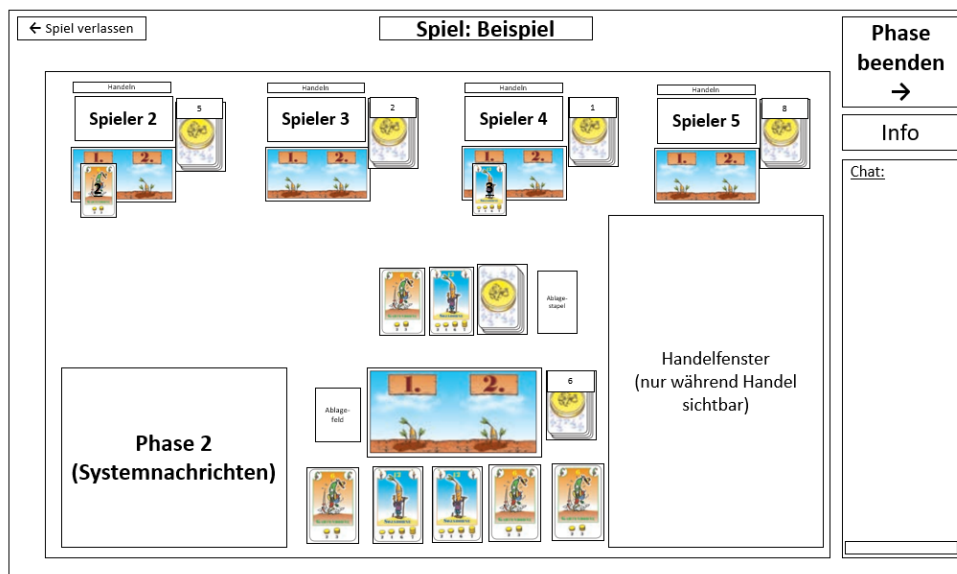 ← Spiel verlassen
Spiel: Beispiel
Phase
beenden
→
Info
Chat:
Handeln
Spieler 2
5
1. 2.
2
Handeln
Spieler 3
2
1. 2.
Handeln
Spieler 4
1
1. 2.
3
Handeln
Spieler 5
8
1. 2.
Ablage-
stapel
Handelfenster
(nur während Handel
sichtbar)
Ablage-
feld
1. 2.
6
Phase 2
(Systemnachrichten)